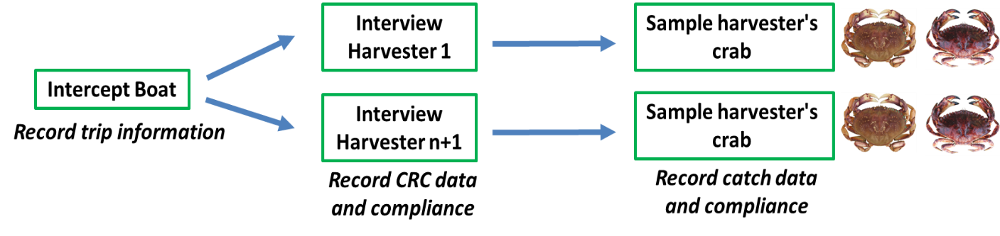 Intercept Boat
Record trip information
Interview
Harvester 1
Interview
Harvester n+1
Record CRC data
and compliance
Sample harvester's
crab
Sample harvester's
crab
Record catch data
and compliance